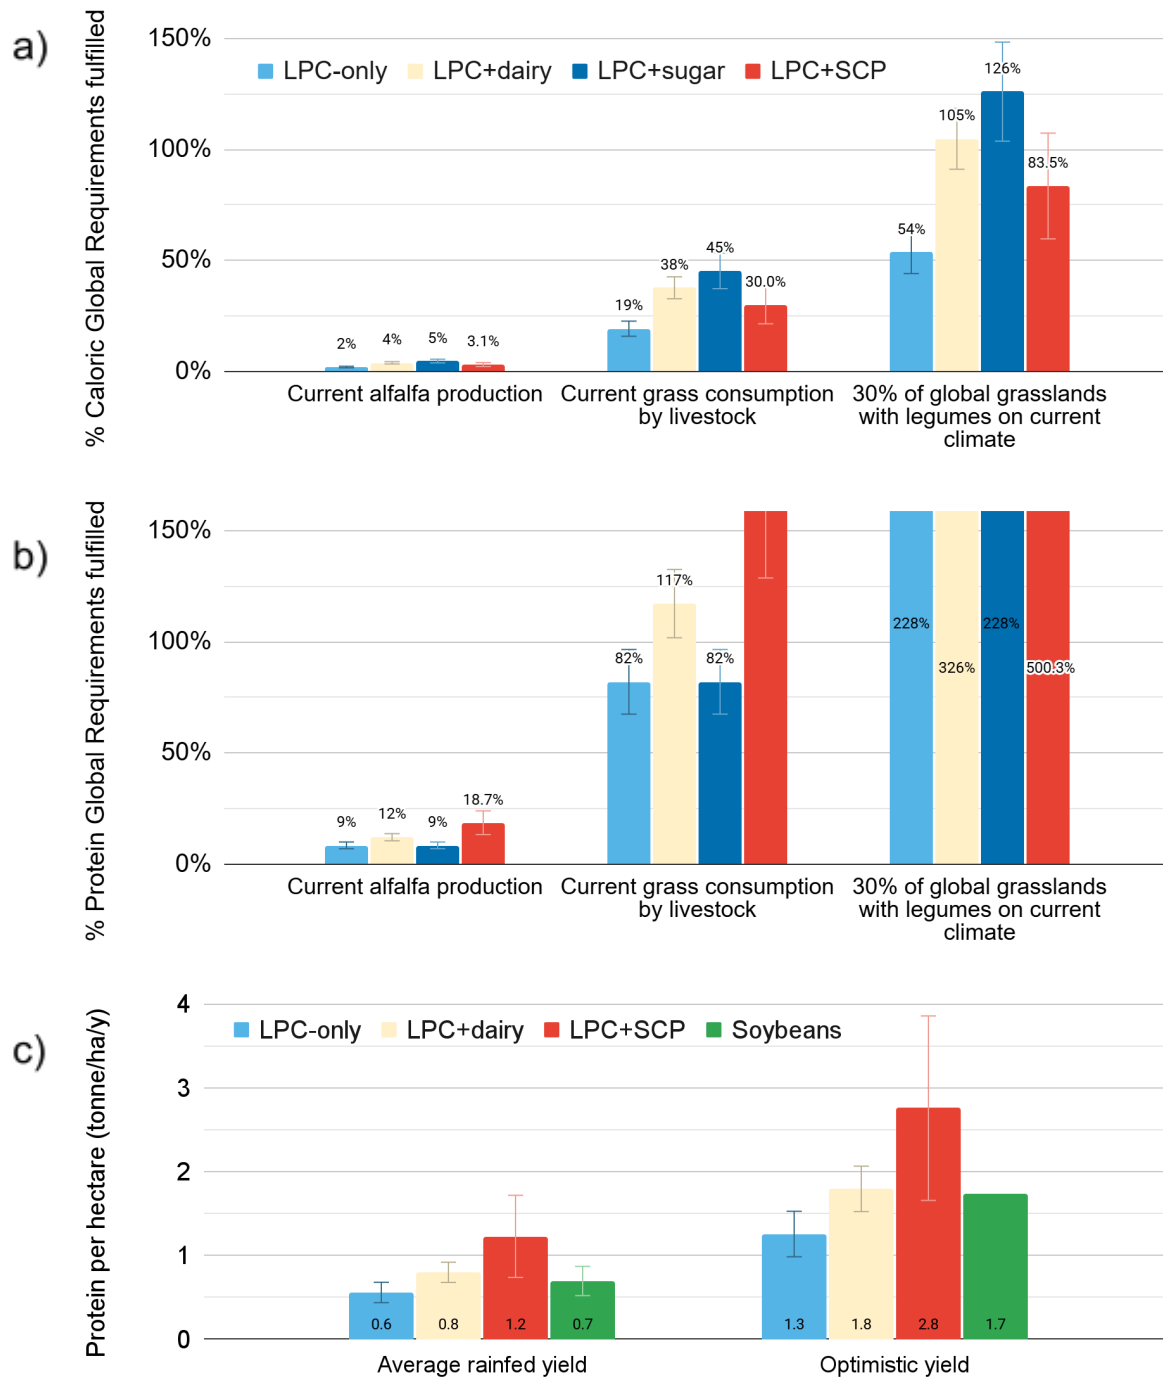 a)
% Caloric Global Requirements fulfilled
150%
100%
50%
0%
LPC-only LPC+dairy LPC+sugar LPC+SCP
2% 4% 5% 3.1%
19% 38% 45% 30.0%
54% 105% 126% 83.5%
Current alfalfa production
Current grass consumption
by livestock
30% of global grasslands
with legumes on current
climate
b)
% Protein Global Requirements fulfilled
150%
100%
50%
0%
9% 12% 9% 18.7%
82% 117% 82%
228% 326% 228% 500.3%
Current alfalfa production
Current grass consumption
by livestock
30% of global grasslands
with legumes on current
climate
c)
Protein per hectare (tonne/ha/y)
4
3
2
1
0
LPC-only LPC+dairy LPC+SCP Soybeans
0.6 0.8 1.2 0.7
1.3 1.8 2.8 1.7
Average rainfed yield
Optimistic yield